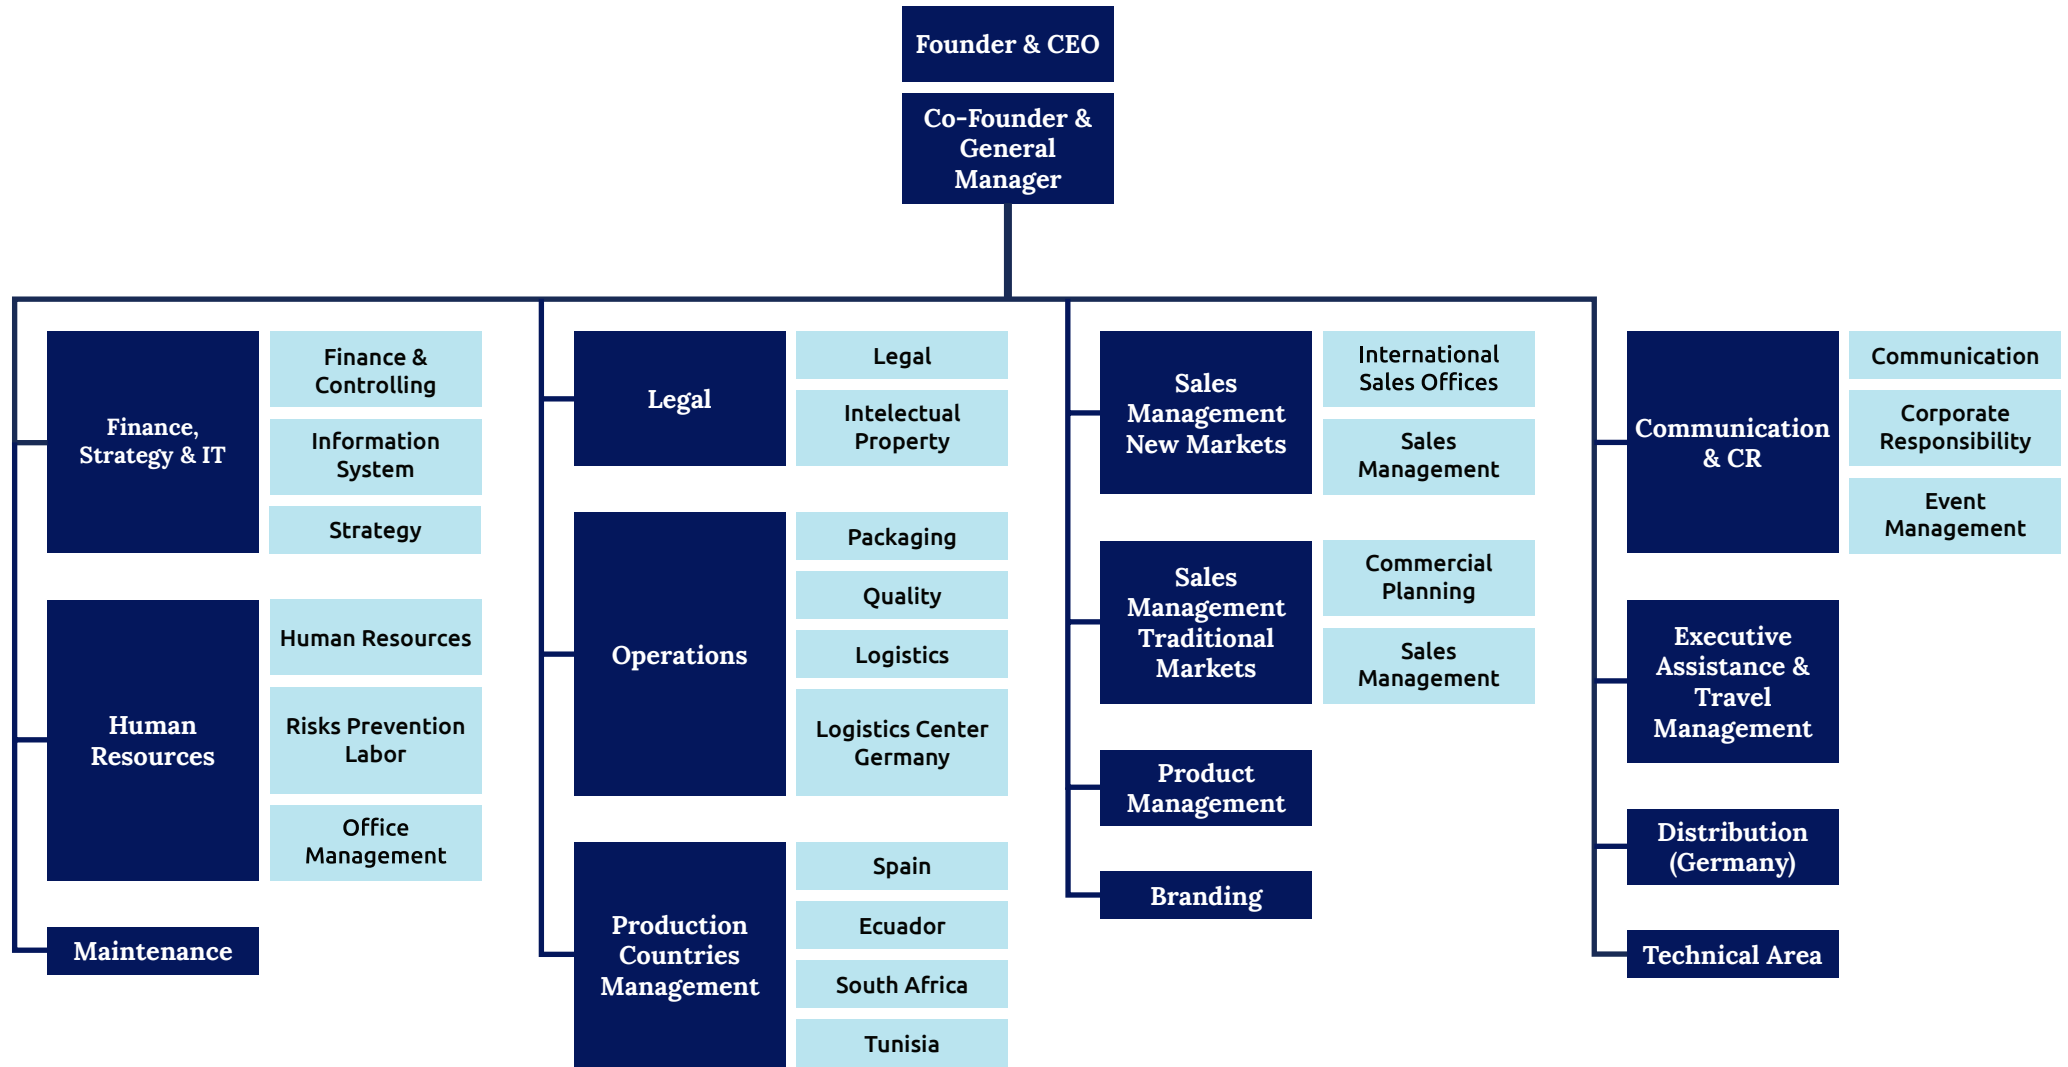 Founder & CEO
Co-Founder &
General
Manager
Finance,
Strategy & IT
Finance &
Controlling
Information
System
Strategy
Human
Resources
Human Resources
Risks Prevention
Labor
Office
Management
Maintenance
Legal
Legal
Intelectual
Property
Operations
Packaging
Quality
Logistics
Logistics Center
Germany
Production
Countries
Management
Spain
Ecuador
South Africa
Tunisia
Sales
Management
New Markets
International
Sales Offices
Sales
Management
Sales
Management
Traditional
Markets
Commercial
Planning
Sales
Management
Product
Management
Branding
Communication
& CR
Communication
Corporate
Responsibility
Event
Management
Executive
Assistance &
Travel
Management
Distribution
(Germany)
Technical Area